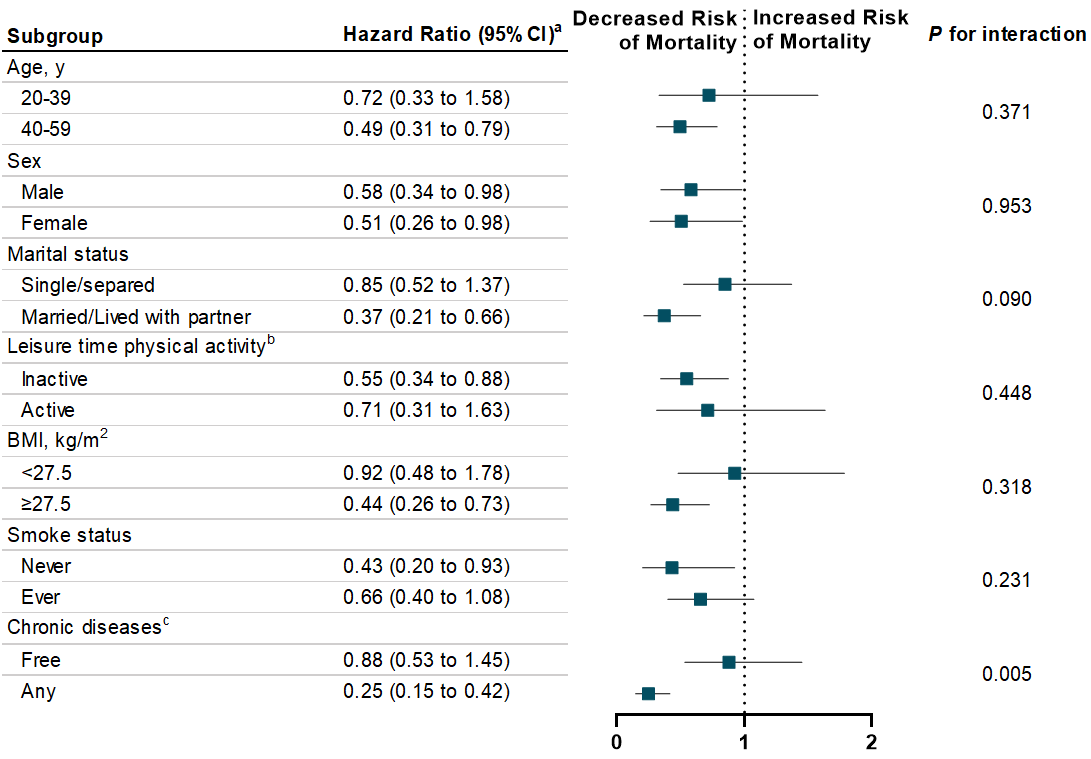 Subgroup Hazard Ratio (95% CI)a Decreased Risk of Mortality Increased Risk of Mortality P for interaction
Age, y
20-39 0.72 (0.33 to 1.58)
0.371
40-59 0.49 (0.31 to 0.79)
Sex
Male 0.58 (0.34 to 0.98)
0.953
Female 0.51 (0.26 to 0.98)
Marital status
Single/separed 0.85 (0.52 to 1.37)
0.090
Married/Lived with partner 0.37 (0.21 to 0.66)
Leisure time physical activityb
Inactive 0.55 (0.34 to 0.88)
0.448
Active 0.71 (0.31 to 1.63)
BMI, kg/m2
<27.5 0.92 (0.48 to 1.78)
0.318
≥27.5 0.44 (0.26 to 0.73)
Smoke status
Never 0.43 (0.20 to 0.93)
0.231
Ever 0.66 (0.40 to 1.08)
Chronic diseasesc
Free 0.88 (0.53 to 1.45)
0.005
Any 0.25 (0.15 to 0.42)
0 1 2